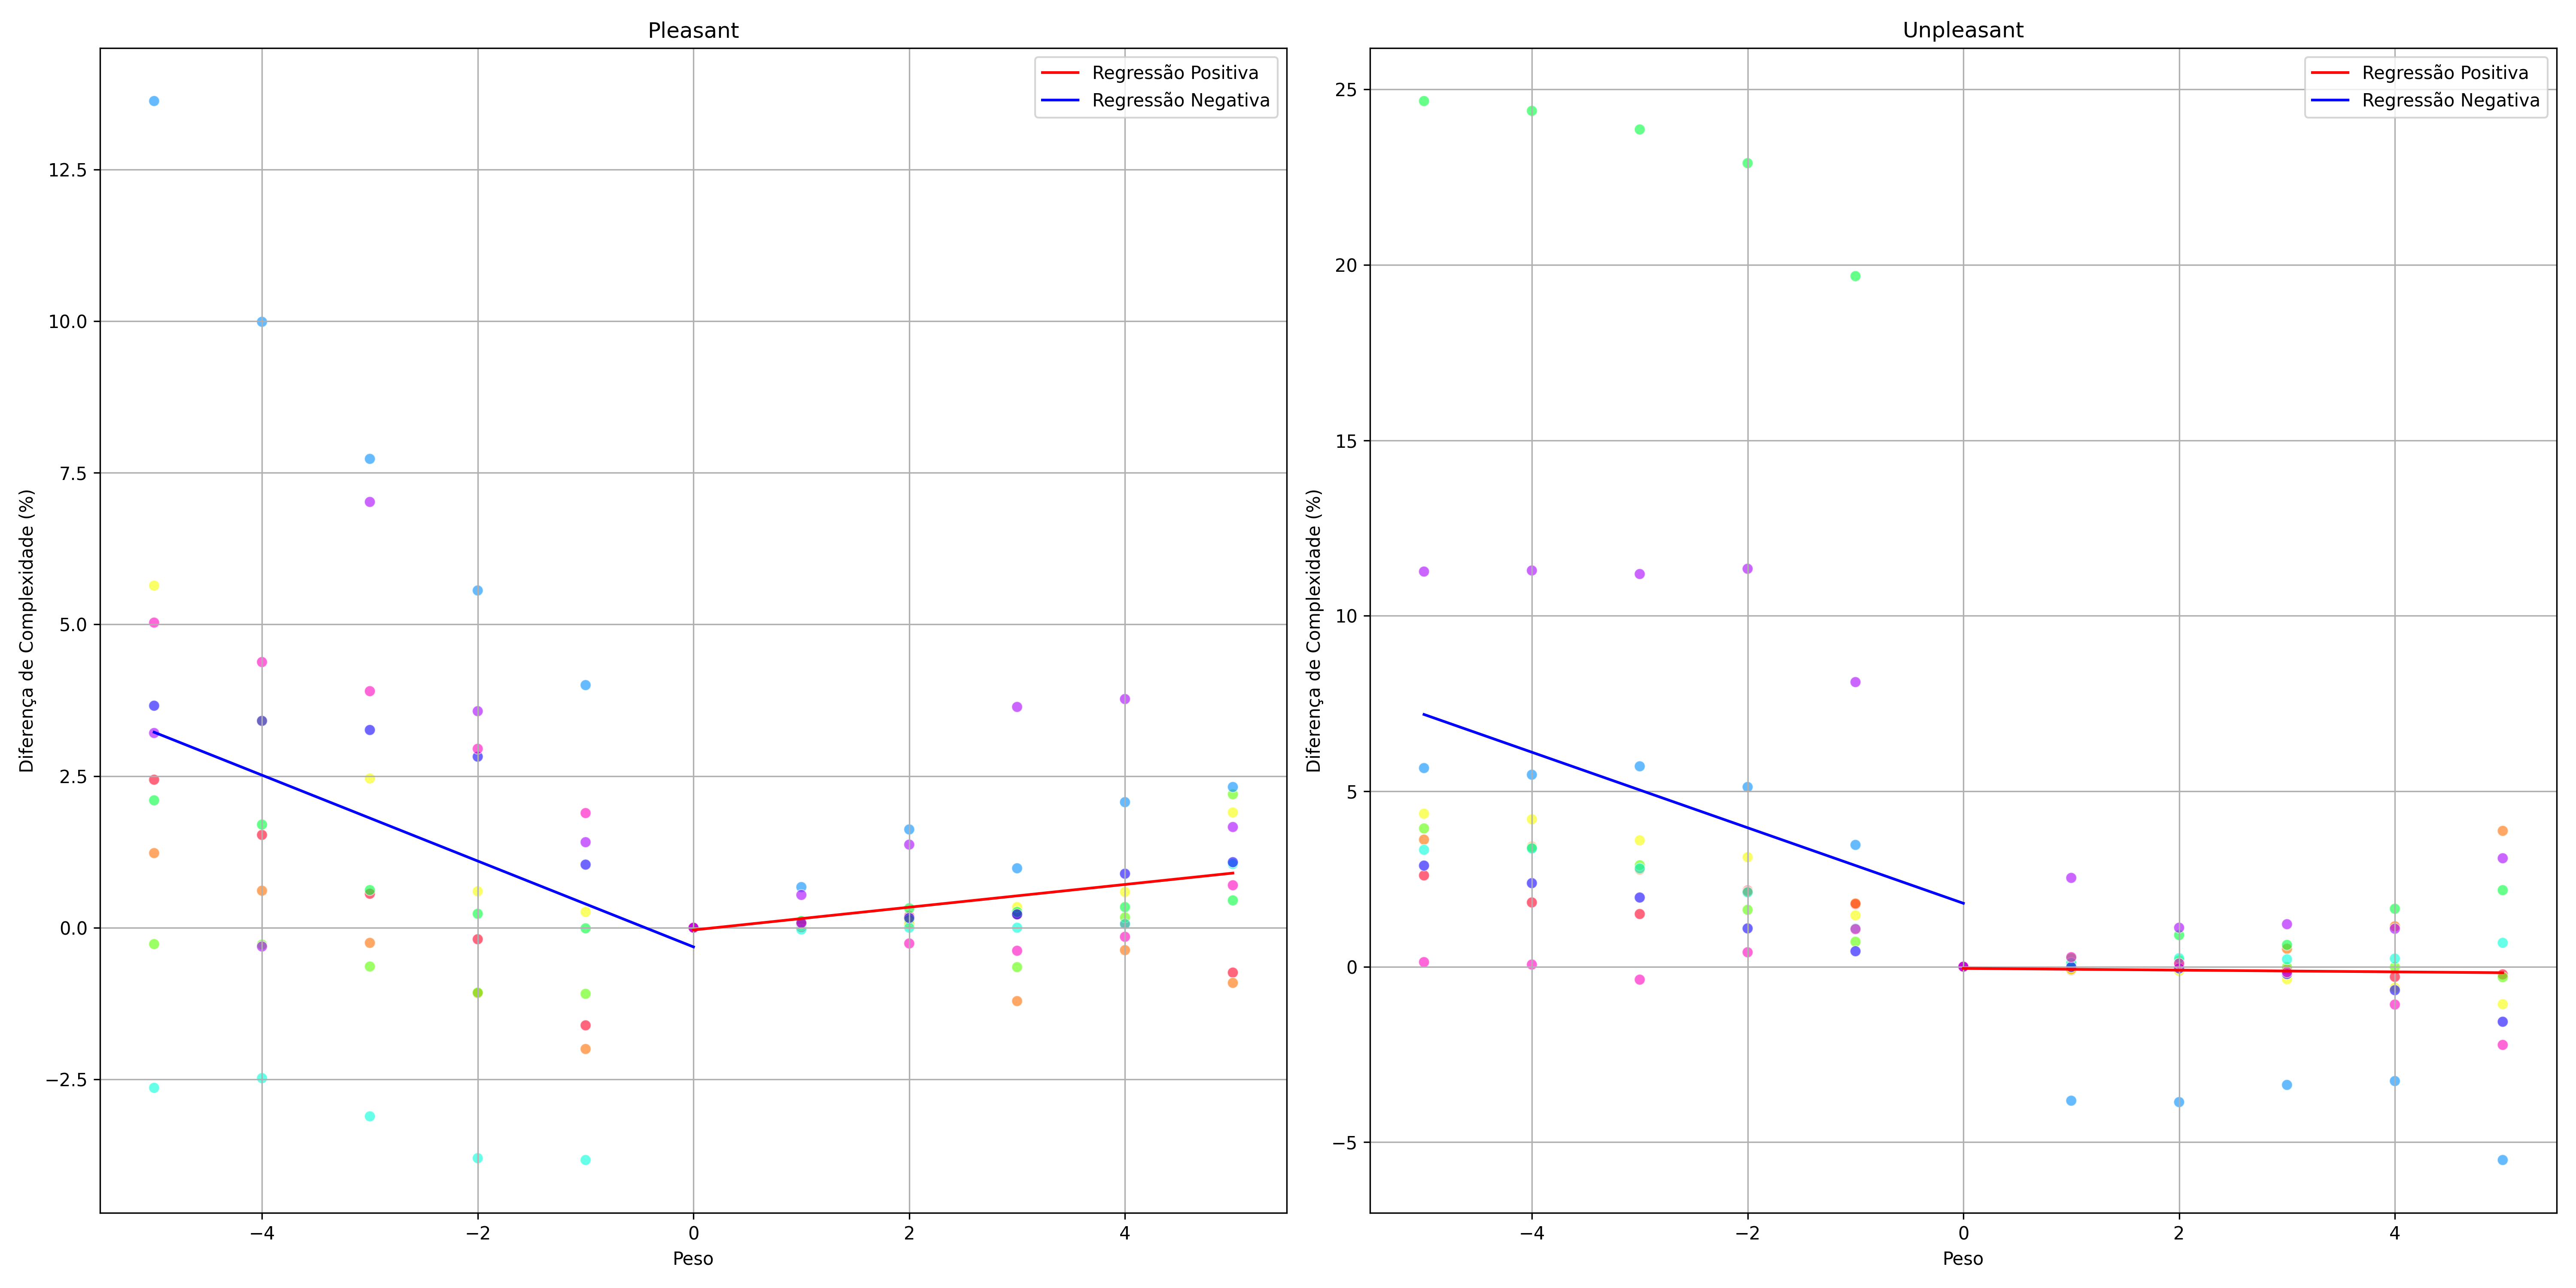 Pleasant
Regressão Positiva
Regressão Negativa
Diferença de Complexidade (%)
12.5
10.0
7.5
5.0
2.5
0.0
−2.5
−4
−2
0
2
4
Peso
Unpleasant
Regressão Positiva
Regressão Negativa
Diferença de Complexidade (%)
25
20
15
10
5
0
−5
−4
−2
0
2
4
Peso